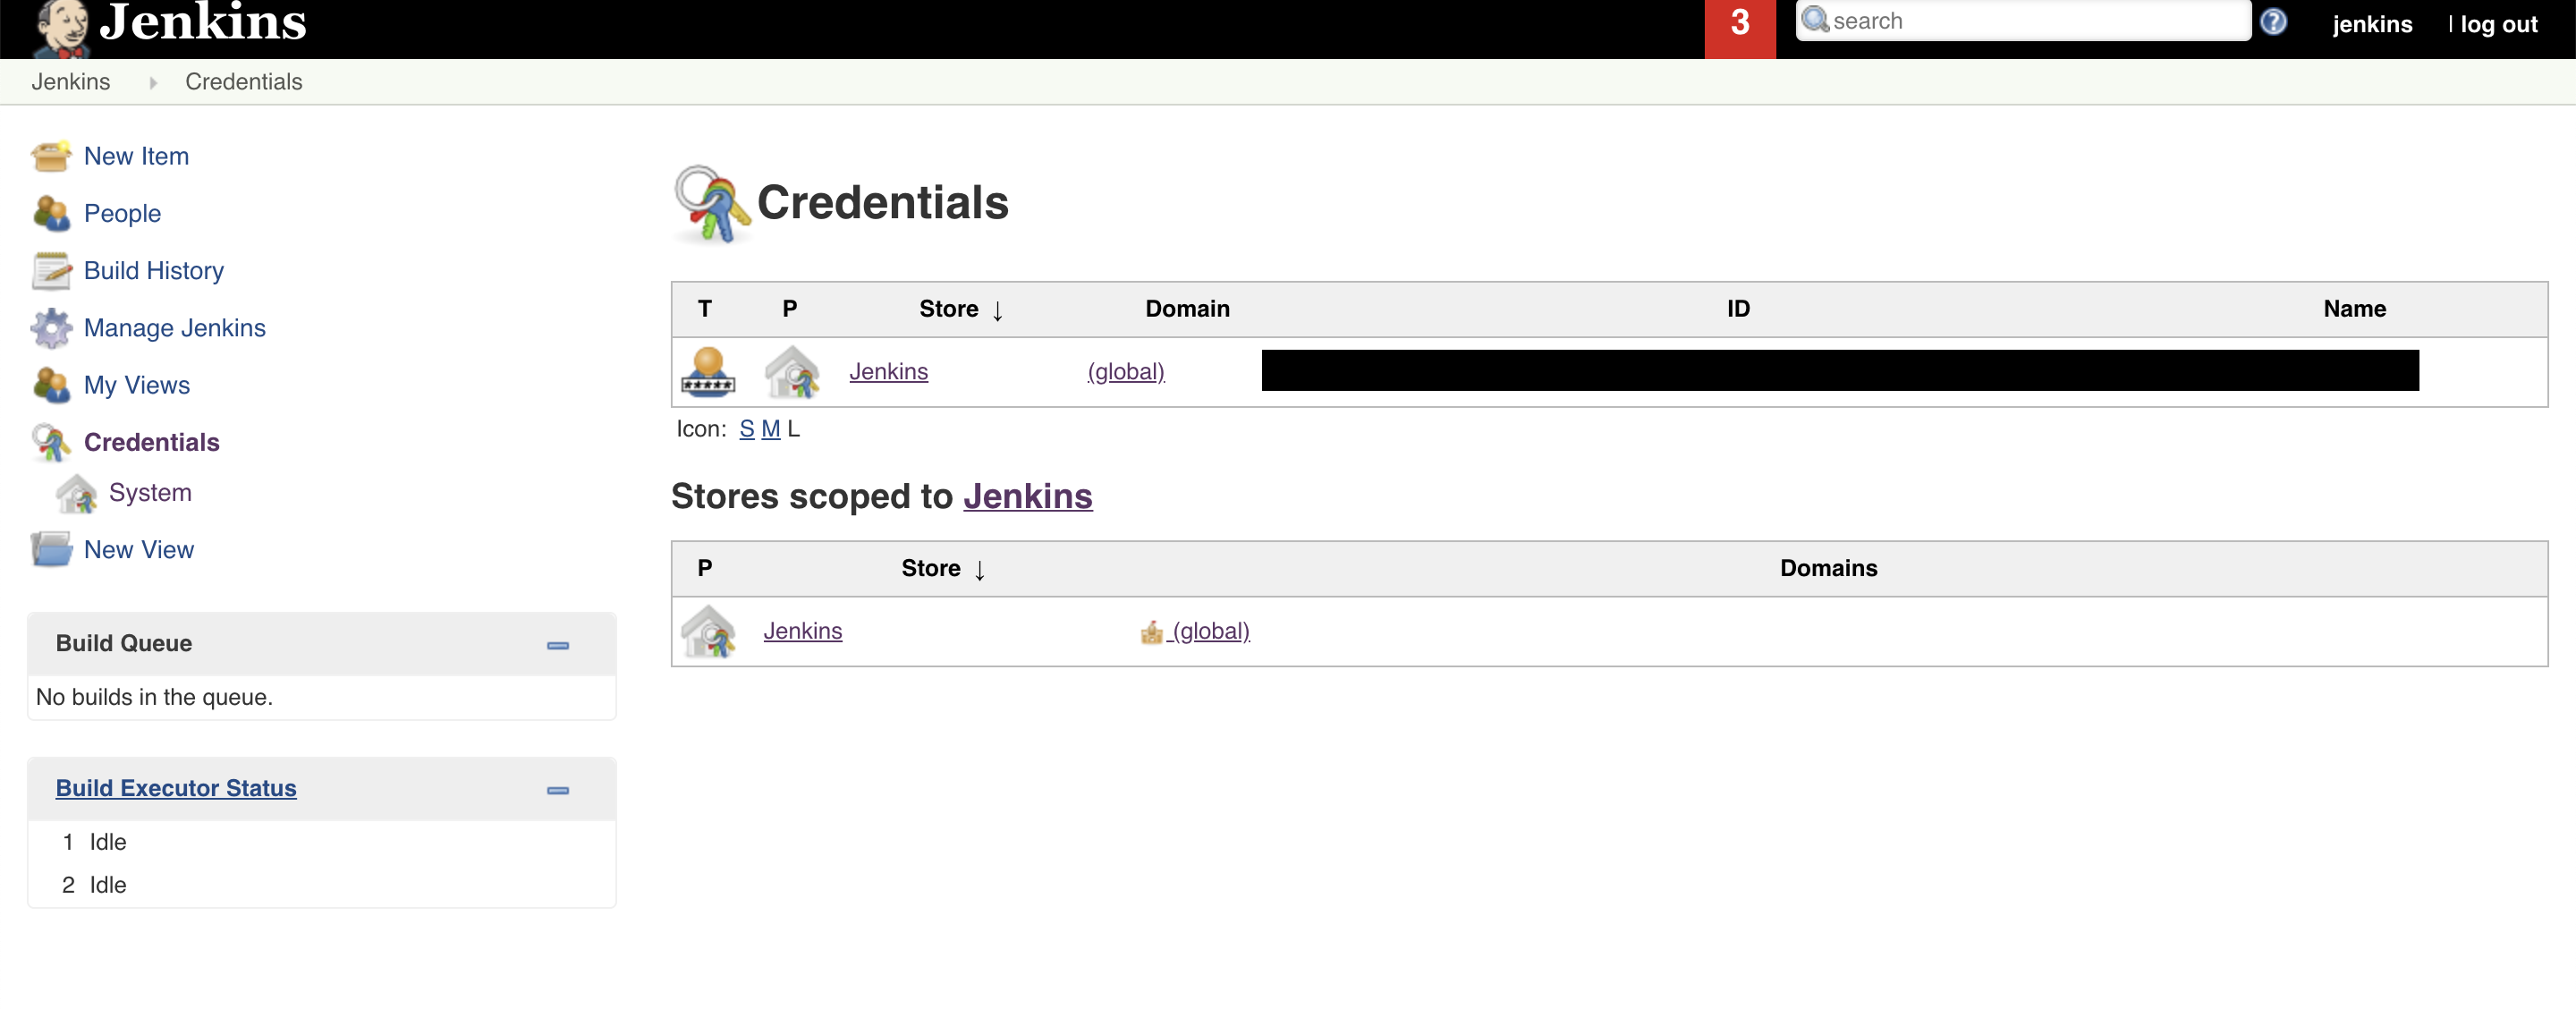 Jenkins
3
search
jenkins
| log out
Jenkins
Credentials
New Item
People
Build History
Manage Jenkins
My Views
Credentials
System
New View
Build Queue
No builds in the queue.
Build Executor Status
1 Idle
2 Idle
Credentials
T P Store ↓ Domain ID Name
Jenkins (global)
Icon: S M L
Stores scoped to Jenkins
P Store ↓ Domains
Jenkins (global)